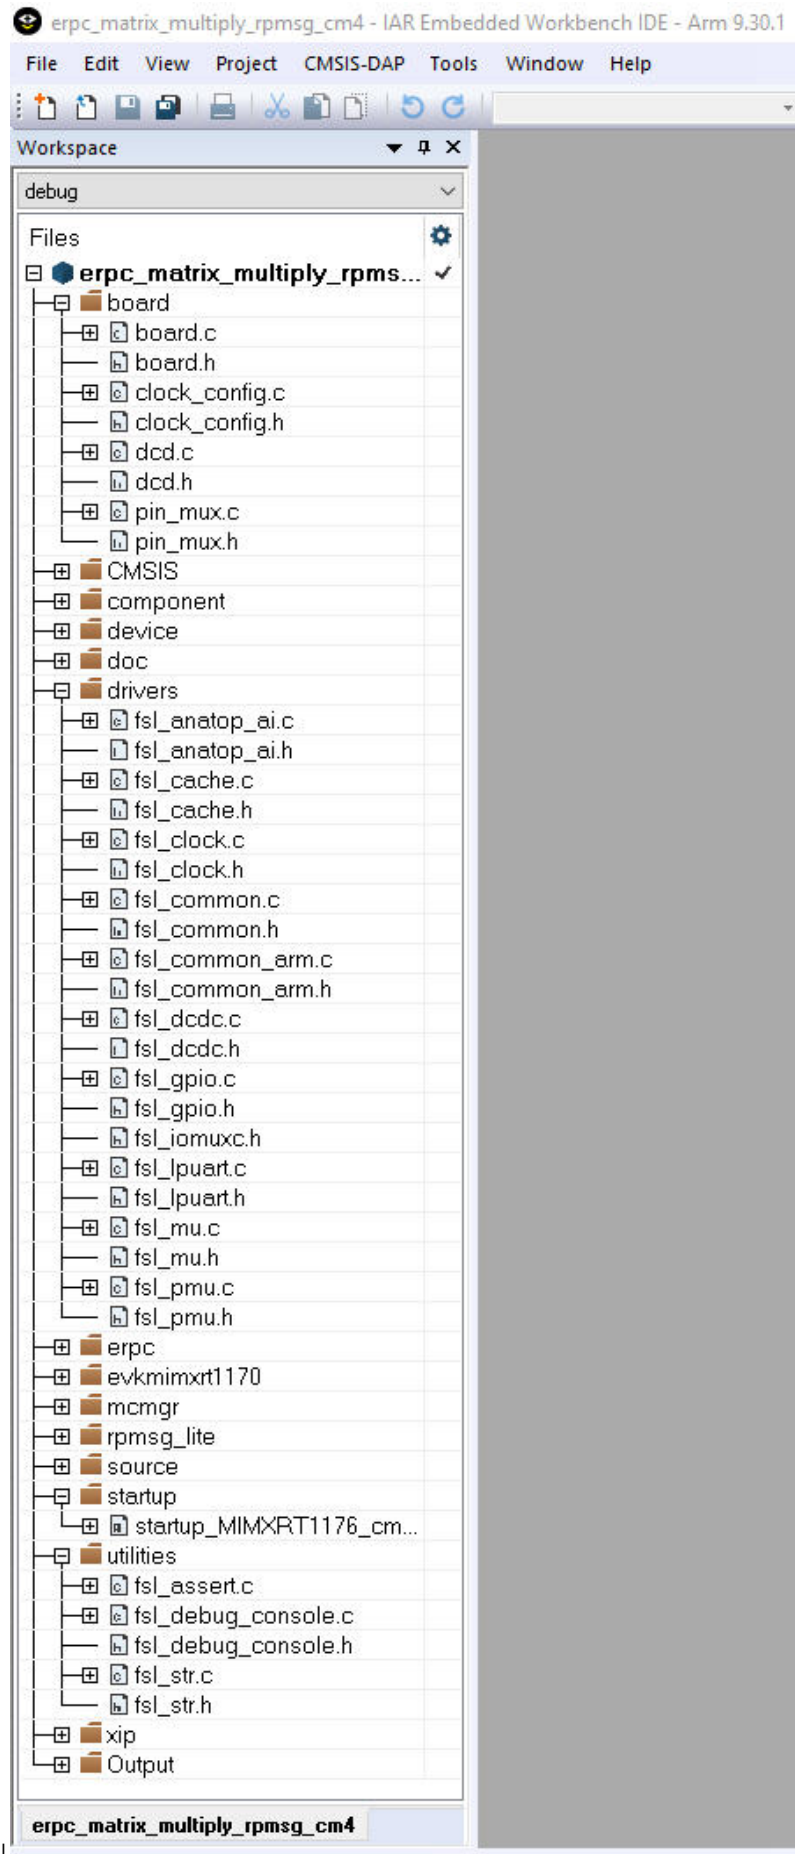 erpc_matrix_multiply_rpmsg_cm4 - IAR Embedded Workbench IDE - Arm 9.30.1
File Edit View Project CMSIS-DAP Tools Window Help
Workspace
debug
Files
erpc_matrix_multiply_rpms...
board
board.c
board.h
clock_config.c
clock_config.h
dcd.c
dcd.h
pin_mux.c
pin_mux.h
CMSIS
component
device
doc
drivers
fsl_anatop_ai.c
fsl_anatop_ai.h
fsl_cache.c
fsl_cache.h
fsl_clock.c
fsl_clock.h
fsl_common.c
fsl_common.h
fsl_common_arm.c
fsl_common_arm.h
fsl_dcdc.c
fsl_dcdc.h
fsl_gpio.c
fsl_gpio.h
fsl_iomuxc.h
fsl_lpuart.c
fsl_lpuart.h
fsl_mu.c
fsl_mu.h
fsl_pmu.c
fsl_pmu.h
erpc
evkmimxrt1170
mcmgr
rpmsg_lite
source
startup
startup_MIMXRT1176_cm...
utilities
fsl_assert.c
fsl_debug_console.c
fsl_debug_console.h
fsl_str.c
fsl_str.h
xip
Output
erpc_matrix_multiply_rpmsg_cm4